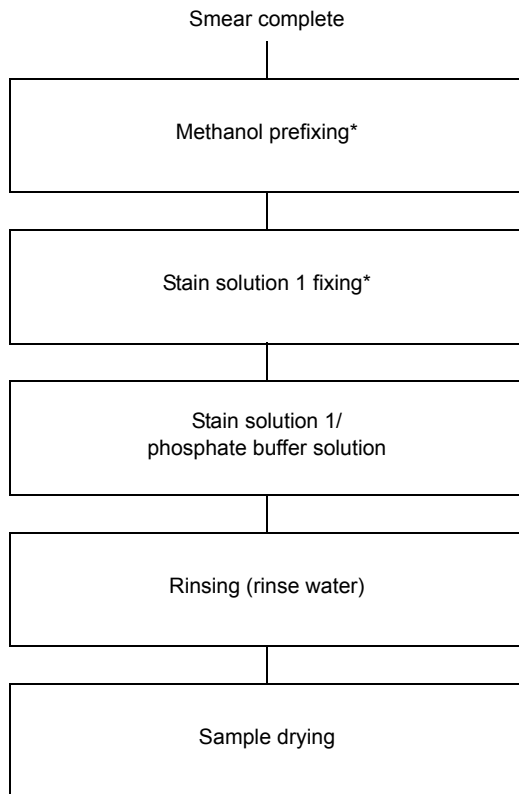 Smear complete
Methanol prefixing*
Stain solution 1 fixing*
Stain solution 1/
phosphate buffer solution
Rinsing (rinse water)
Sample drying